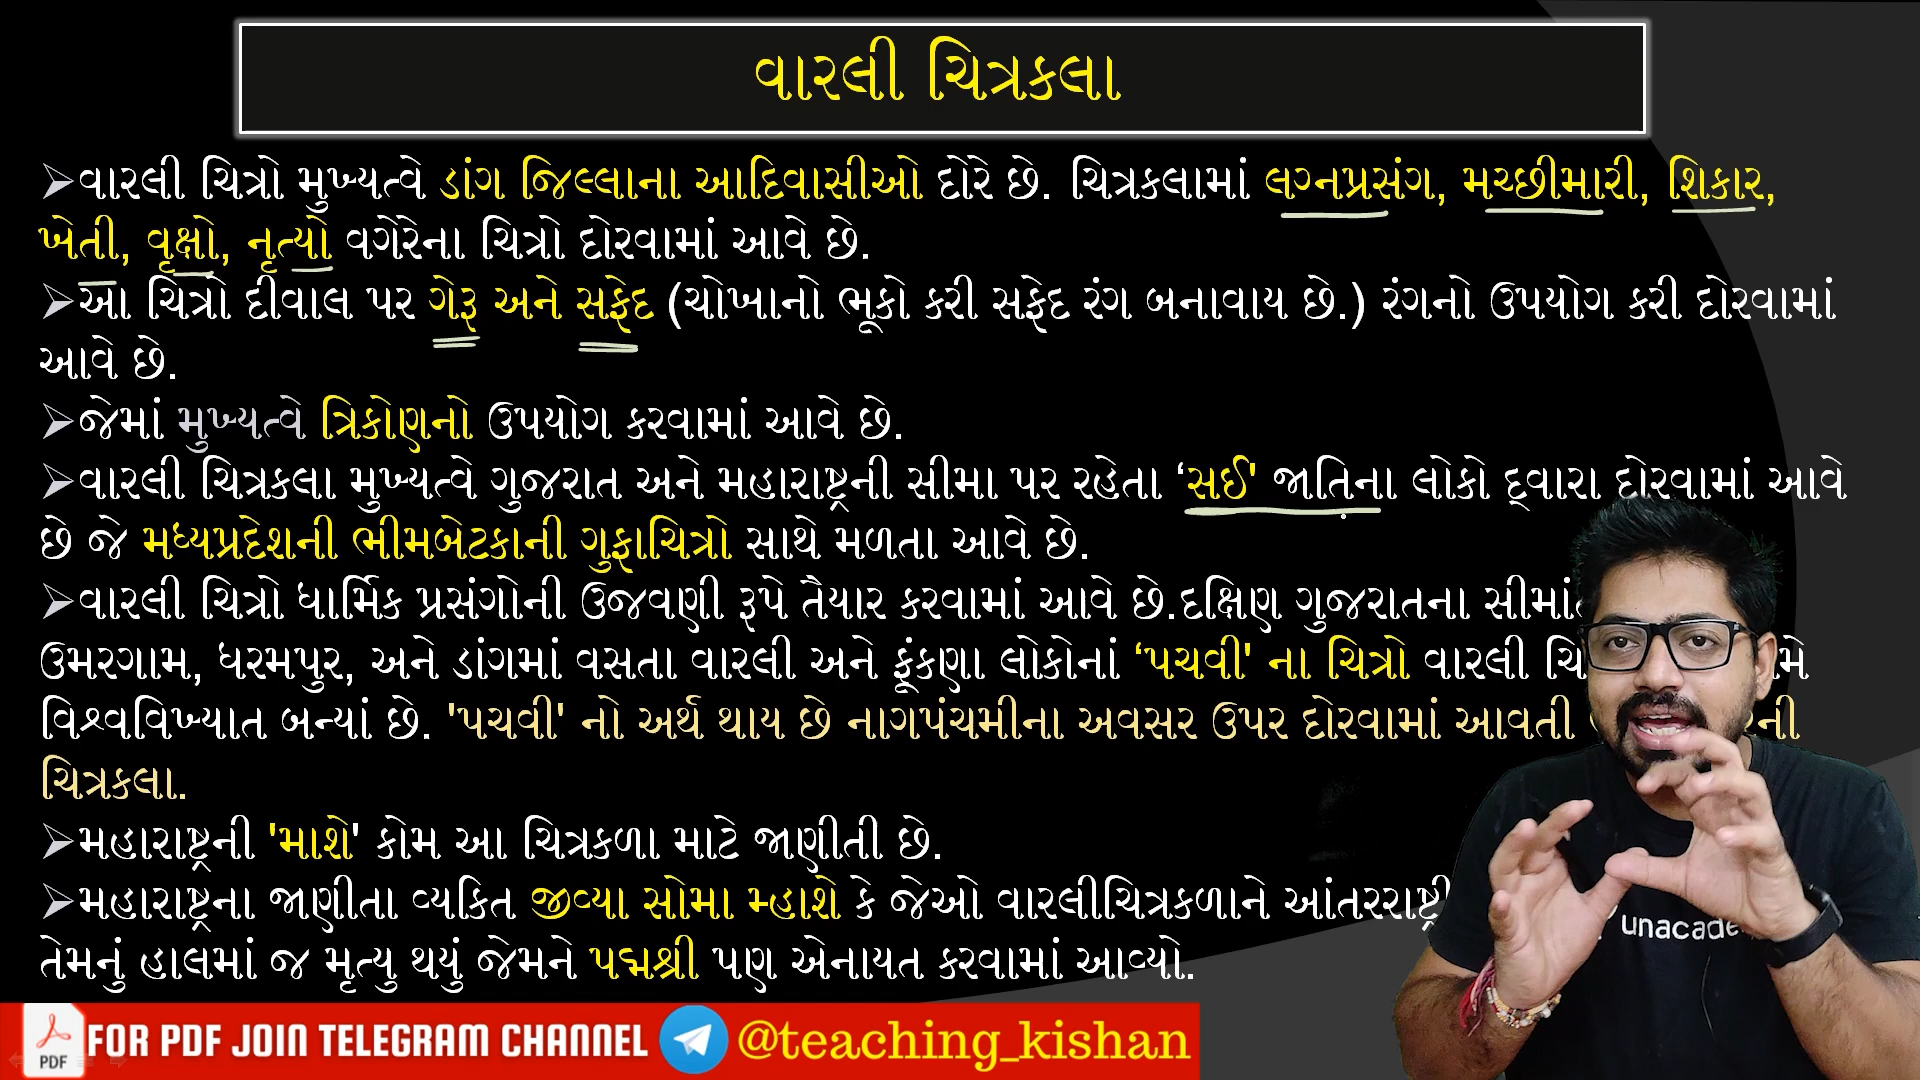 વારલી ચિત્રકલા
➢વારલી ચિત્રો મુખ્યત્વે ડાંગ જિલ્લાના આદિવાસીઓ દોરે છે. ચિત્રકલામાં લગ્નપ્રસંગ, મચ્છીમારી, શિકાર,
ખેતી, વૃક્ષો, નૃત્યો વગેરેના ચિત્રો દોરવામાં આવે છે.
➢આ ચિત્રો દીવાલ પર ગેરૂ અને સફેદ (ચોખાનો ભૂકો કરી સફેદ રંગ બનાવાય છે.) રંગનો ઉપયોગ કરી દોરવામાં
આવે છે.
➢જેમાં મુખ્યત્વે ત્રિકોણનો ઉપયોગ કરવામાં આવે છે.
➢વારલી ચિત્રકલા મુખ્યત્વે ગુજરાત અને મહારાષ્ટ્રની સીમા પર રહેતા ‘સઈ' જાતિના લોકો દ્વારા દોરવામાં આવે
છે જે મધ્યપ્રદેશની ભીમબેટકાની ગુફાચિત્રો સાથે મળતા આવે છે.
➢વારલી ચિત્રો ધાર્મિક પ્રસંગોની ઉજવણી રૂપે તૈયાર કરવામાં આવે છે.દક્ષિણ ગુજરાતના
ઉમરગામ, ધરમપુર, અને ડાંગમાં વસતા વારલી અને કૂંકણા લોકોનાં ‘પચવી' ના ચિત્રો વારલી
વિશ્વવિખ્યાત બન્યાં છે. 'પચવી' નો અર્થ થાય છે નાગપંચમીના અવસર ઉપર દોરવામાં આવતી
ચિત્રકલા.
➢મહારાષ્ટ્રની 'માશે' કોમ આ ચિત્રકળા માટે જાણીતી છે.
➢મહારાષ્ટ્રના જાણીતા વ્યકિત જીવ્યા સોમા મ્હાશે કે જેઓ વારલીચિત્રકળાને
તેમનું હાલમાં જ મૃત્યુ થયું જેમને પદ્મશ્રી પણ એનાયત કરવામાં આવ્યો.
PDF FOR PDF JOIN TELEGRAM CHANNEL @teaching_kishan